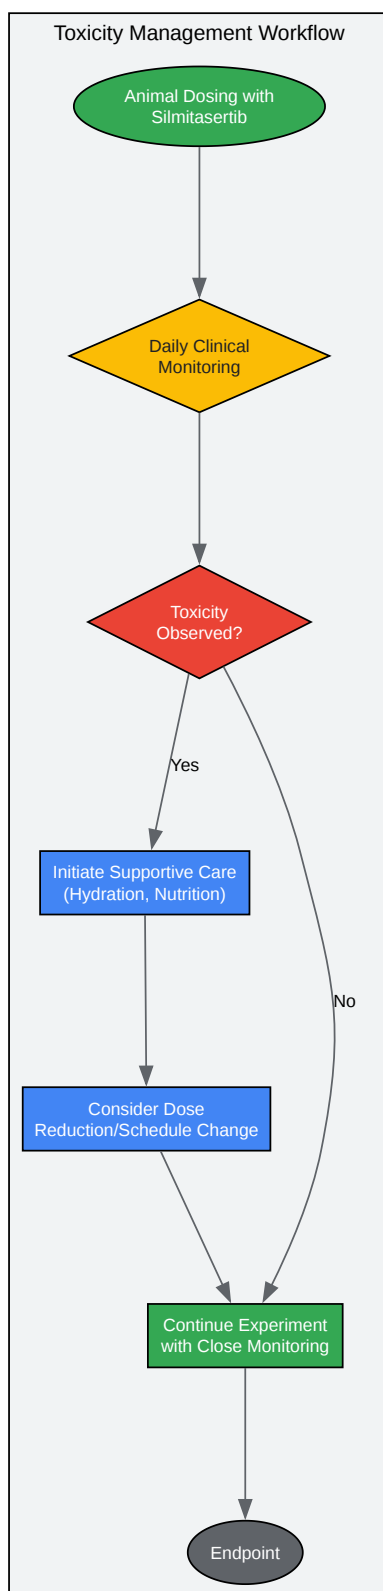 Toxicity Management Workflow
Animal Dosing with
Silmitasertib
Daily Clinical
Monitoring
Toxicity
Observed?
Yes
Initiate Supportive Care
(Hydration, Nutrition)
No
Consider Dose
Reduction/Schedule Change
Continue Experiment
with Close Monitoring
Endpoint